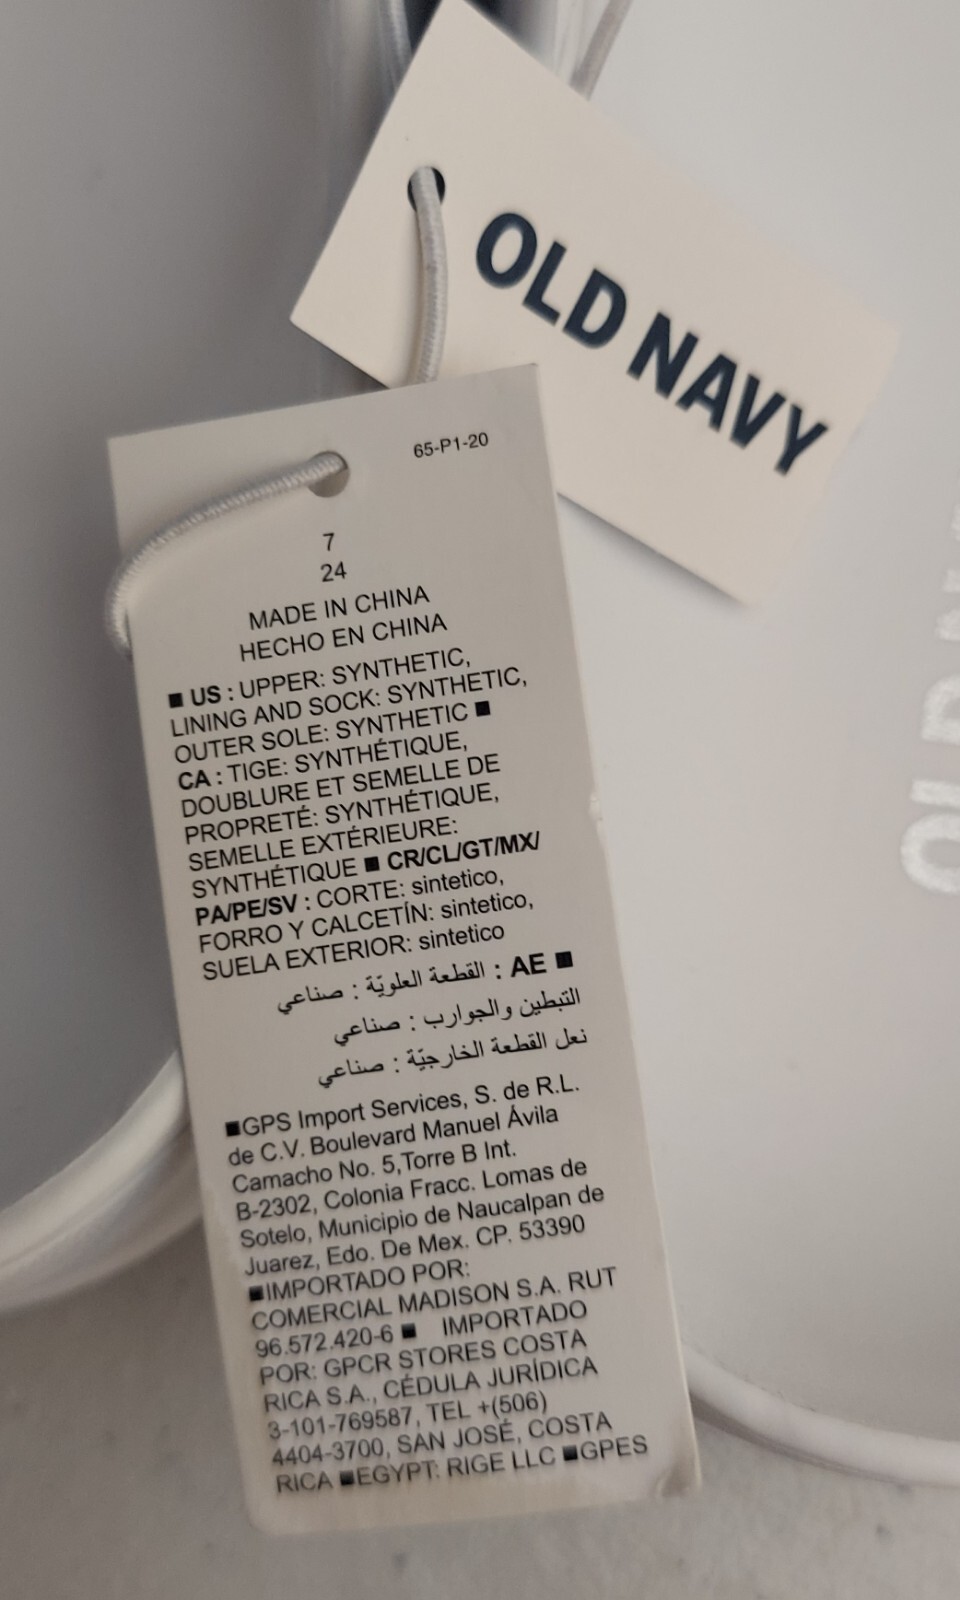 OLD NAVY
65-P1-20
7
24
MADE IN CHINA
HECHO EN CHINA
■ US : UPPER: SYNTHETIC,
LINING AND SOCK: SYNTHETIC,
OUTER SOLE: SYNTHETIC ■
CA : TIGE: SYNTHÉTIQUE,
DOUBLURE ET SEMELLE DE
PROPRETÉ: SYNTHÉTIQUE,
SEMELLE EXTÉRIEURE:
SYNTHÉTIQUE ■ CR/CL/GT/MX/
PA/PE/SV : CORTE: sintetico,
FORRO Y CALCETÍN: sintetico,
SUELA EXTERIOR: sintetico
■ AE : القطعة العلويّة : صناعي
التبطين والجوارب : صناعي
نعل القطعة الخارجيّة : صناعي
■GPS Import Services, S. de R.L.
de C.V. Boulevard Manuel Ávila
Camacho No. 5,Torre B Int.
B-2302, Colonia Fracc. Lomas de
Sotelo, Municipio de Naucalpan de
Juarez, Edo. De Mex. CP. 53390
■IMPORTADO POR:
COMERCIAL MADISON S.A. RUT
96.572.420-6 ■ IMPORTADO
POR: GPCR STORES COSTA
RICA S.A., CÉDULA JURÍDICA
3-101-769587, TEL +(506)
4404-3700, SAN JOSÉ, COSTA
RICA ■EGYPT: RIGE LLC ■GPES
OLD